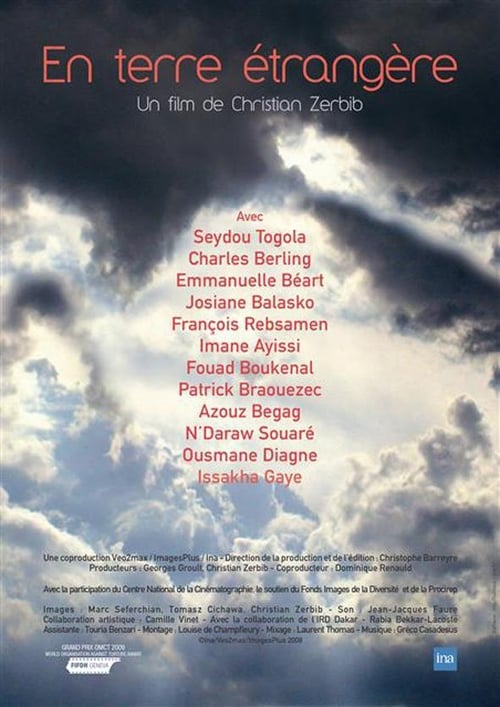 En terre étrangère
Un film de Christian Zerbib
Avec
Seydou Togola
Charles Berling
Emmanuelle Béart
Josiane Balasko
François Rebsamen
Imane Ayissi
Fouad Boukenal
Patrick Braouezec
Azouz Begag
N'Daraw Souaré
Ousmane Diagne
Issakha Gaye
Une coproduction Veo2max / ImagesPlus / Ina - Direction de la production et de l'édition : Christophe Barreyre
Producteurs : Georges Groult, Christian Zerbib - Coproducteur : Dominique Renauld
Avec la participation du Centre National de la Cinématographie, le soutien du Fonds Images de la Diversité et de la Procirep
Images : Marc Seferchian, Tomasz Cichawa, Christian Zerbib - Son : Jean-Jacques Faure
Collaboration artistique : Camille Vinet - Avec la collaboration de l'IRD Dakar - Rabia Bekkar-Lacoste
Assistante : Touria Benzari - Montage : Louise de Champfleury - Mixage : Laurent Thomas - Musique : Gréco Casadesus
©Ina/Veo2max/ImagesPlus 2008
GRAND PRIX OMCT 2009
WORLD ORGANISATION AGAINST TORTURE AWARD
FIFDH GENEVA
ina